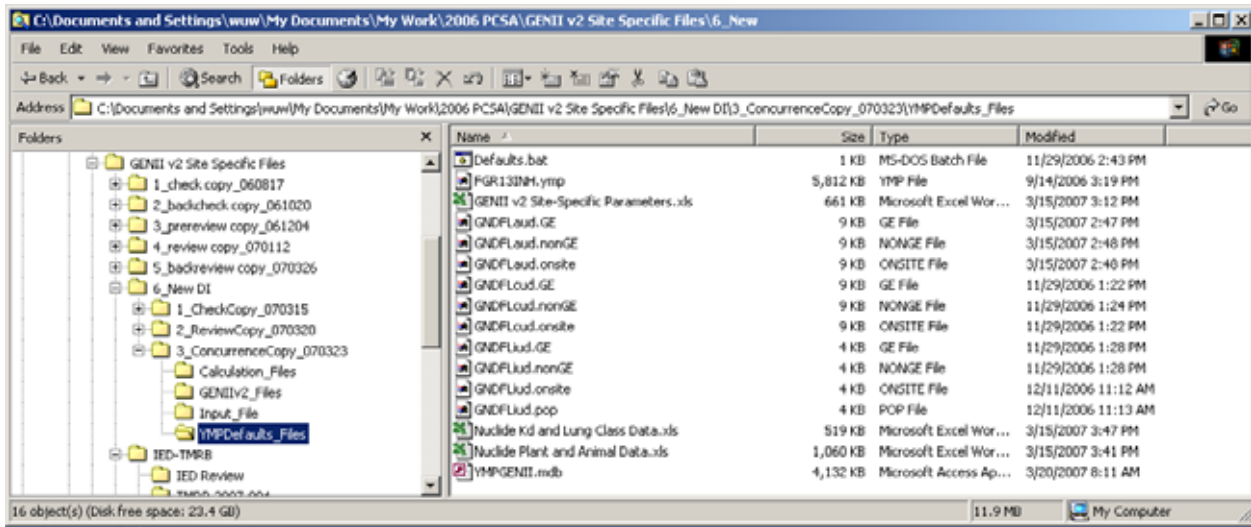 C:\Documents and Settings\wuw\My Documents\My Work\2006 PCSA\GENII v2 Site Specific Files\6_New
File Edit View Favorites Tools Help
Back Search Folders
Address C:\Documents and Settings\wuw\My Documents\My Work\2006 PCSA\GENII v2 Site Specific Files\6_New DI\3_ConcurrenceCopy_070323\YMPDefaults_Files Go
Folders
GENII v2 Site Specific Files
1_check copy_060817
2_backcheck copy_061020
3_prereview copy_061204
4_review copy_070112
5_backreview copy_070326
6_New DI
1_CheckCopy_070315
2_ReviewCopy_070320
3_ConcurrenceCopy_070323
Calculation_Files
GENIIv2_Files
Input_File
YMPDefaults_Files
IED-TMRB
IED Review
Name Size Type Modified
Defaults.bat 1 KB MS-DOS Batch File 11/29/2006 2:43 PM
FGR13INH.ymp 5,812 KB YMP File 9/14/2006 3:19 PM
GENII v2 Site-Specific Parameters.xls 661 KB Microsoft Excel Wor... 3/15/2007 3:12 PM
GNDFLaud.GE 9 KB GE File 3/15/2007 2:47 PM
GNDFLaud.nonGE 9 KB NONGE File 3/15/2007 2:48 PM
GNDFLaud.onsite 9 KB ONSITE File 3/15/2007 2:48 PM
GNDFLcud.GE 9 KB GE File 11/29/2006 1:22 PM
GNDFLcud.nonGE 9 KB NONGE File 11/29/2006 1:24 PM
GNDFLcud.onsite 9 KB ONSITE File 11/29/2006 1:22 PM
GNDFLiud.GE 4 KB GE File 11/29/2006 1:28 PM
GNDFLiud.nonGE 4 KB NONGE File 11/29/2006 1:28 PM
GNDFLiud.onsite 4 KB ONSITE File 12/11/2006 11:12 AM
GNDFLiud.pop 4 KB POP File 12/11/2006 11:13 AM
Nuclide Kd and Lung Class Data.xls 519 KB Microsoft Excel Wor... 3/15/2007 3:47 PM
Nuclide Plant and Animal Data.xls 1,060 KB Microsoft Excel Wor... 3/15/2007 3:41 PM
YMPGENII.mdb 4,132 KB Microsoft Access Ap... 3/20/2007 8:11 AM
16 object(s) (Disk free space: 23.4 GB) 11.9 MB My Computer